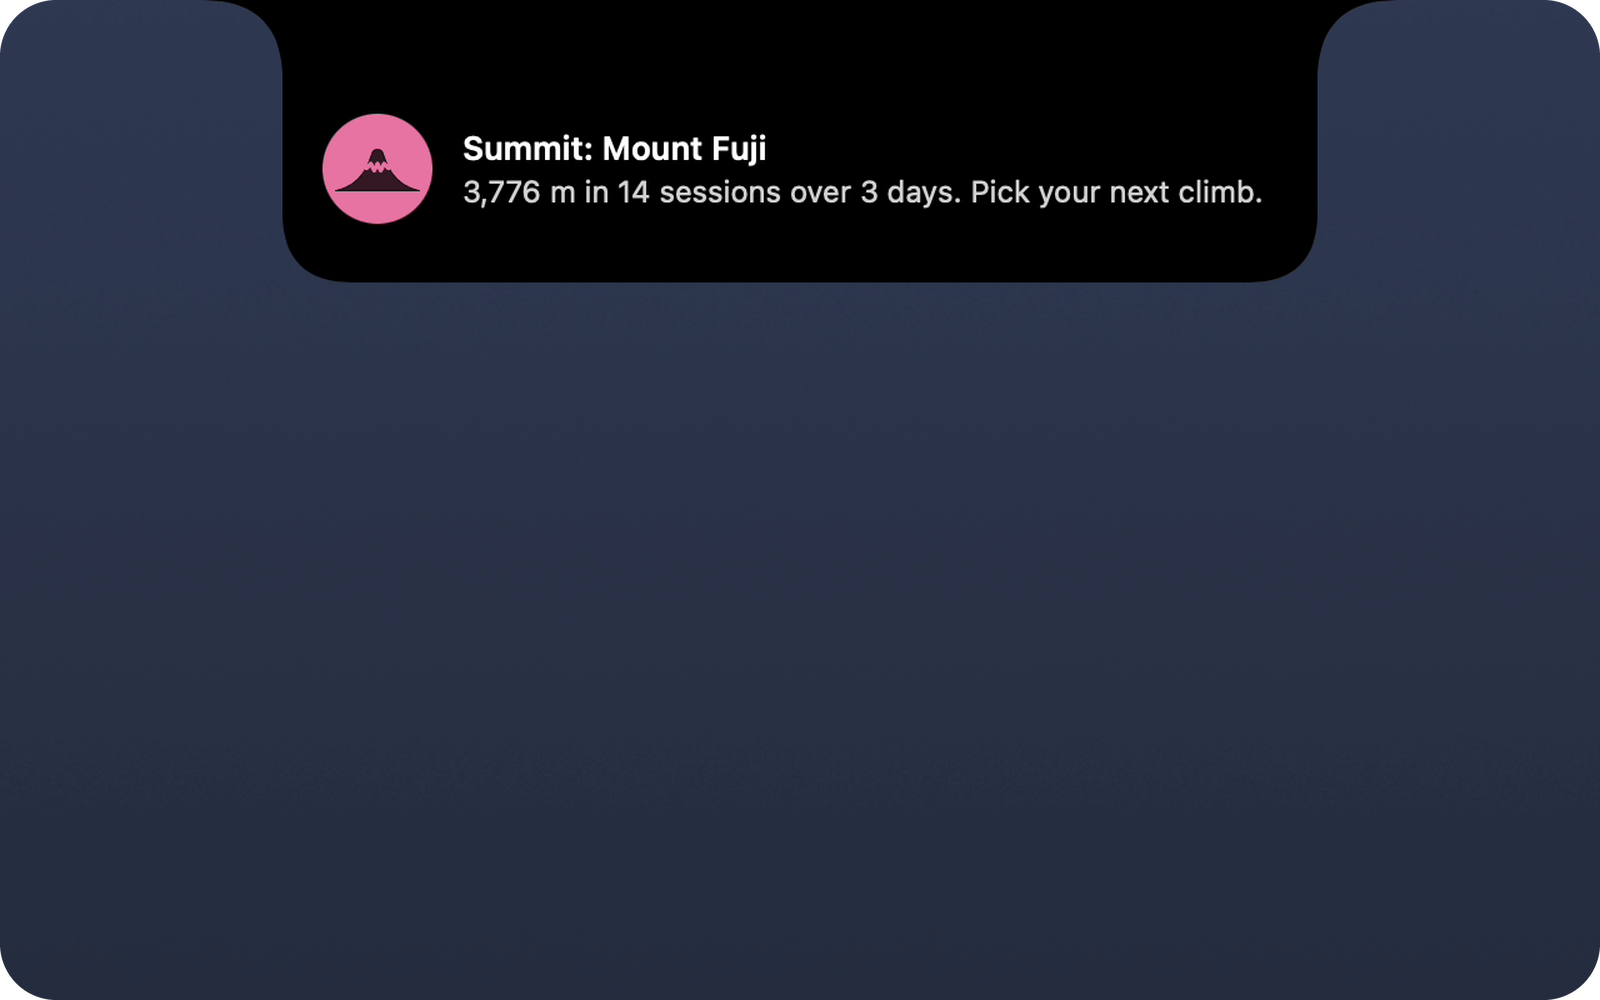 Summit: Mount Fuji
3,776 m in 14 sessions over 3 days. Pick your next climb.